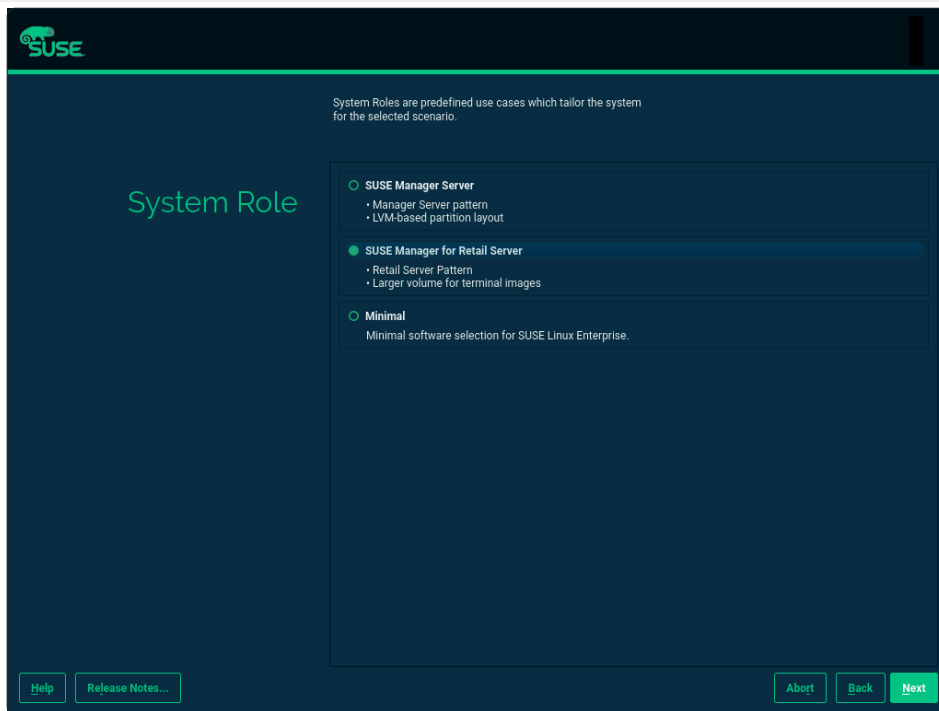 SUSE
System Roles are predefined use cases which tailor the system
for the selected scenario.
System Role
SUSE Manager Server
• Manager Server pattern
• LVM-based partition layout
SUSE Manager for Retail Server
• Retail Server Pattern
• Larger volume for terminal images
Minimal
Minimal software selection for SUSE Linux Enterprise.
Help
Release Notes...
Abort
Back
Next